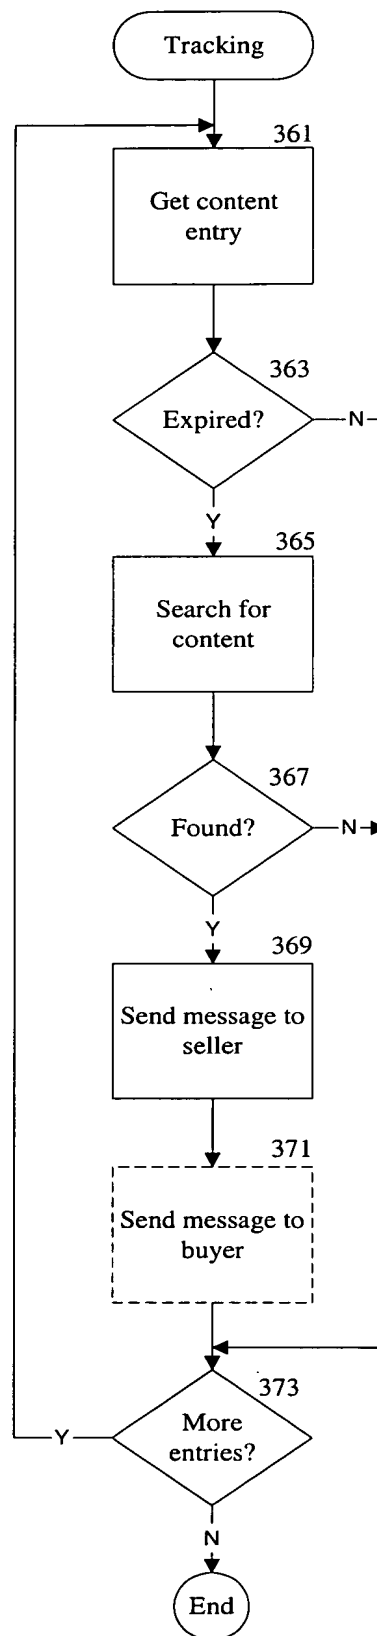 Tracking
361
Get content
entry
363
Expired?
N
Y
365
Search for
content
367
Found?
N
Y
369
Send message to
seller
371
Send message to
buyer
373
More
entries?
Y
N
End